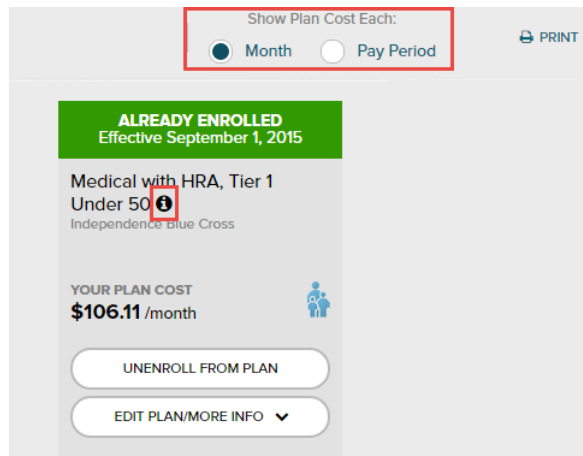 Show Plan Cost Each:
Month Pay Period
PRINT
ALREADY ENROLLED
Effective September 1, 2015
Medical with HRA, Tier 1
Under 50
Independence Blue Cross
YOUR PLAN COST
$106.11 /month
UNENROLL FROM PLAN
EDIT PLAN/MORE INFO